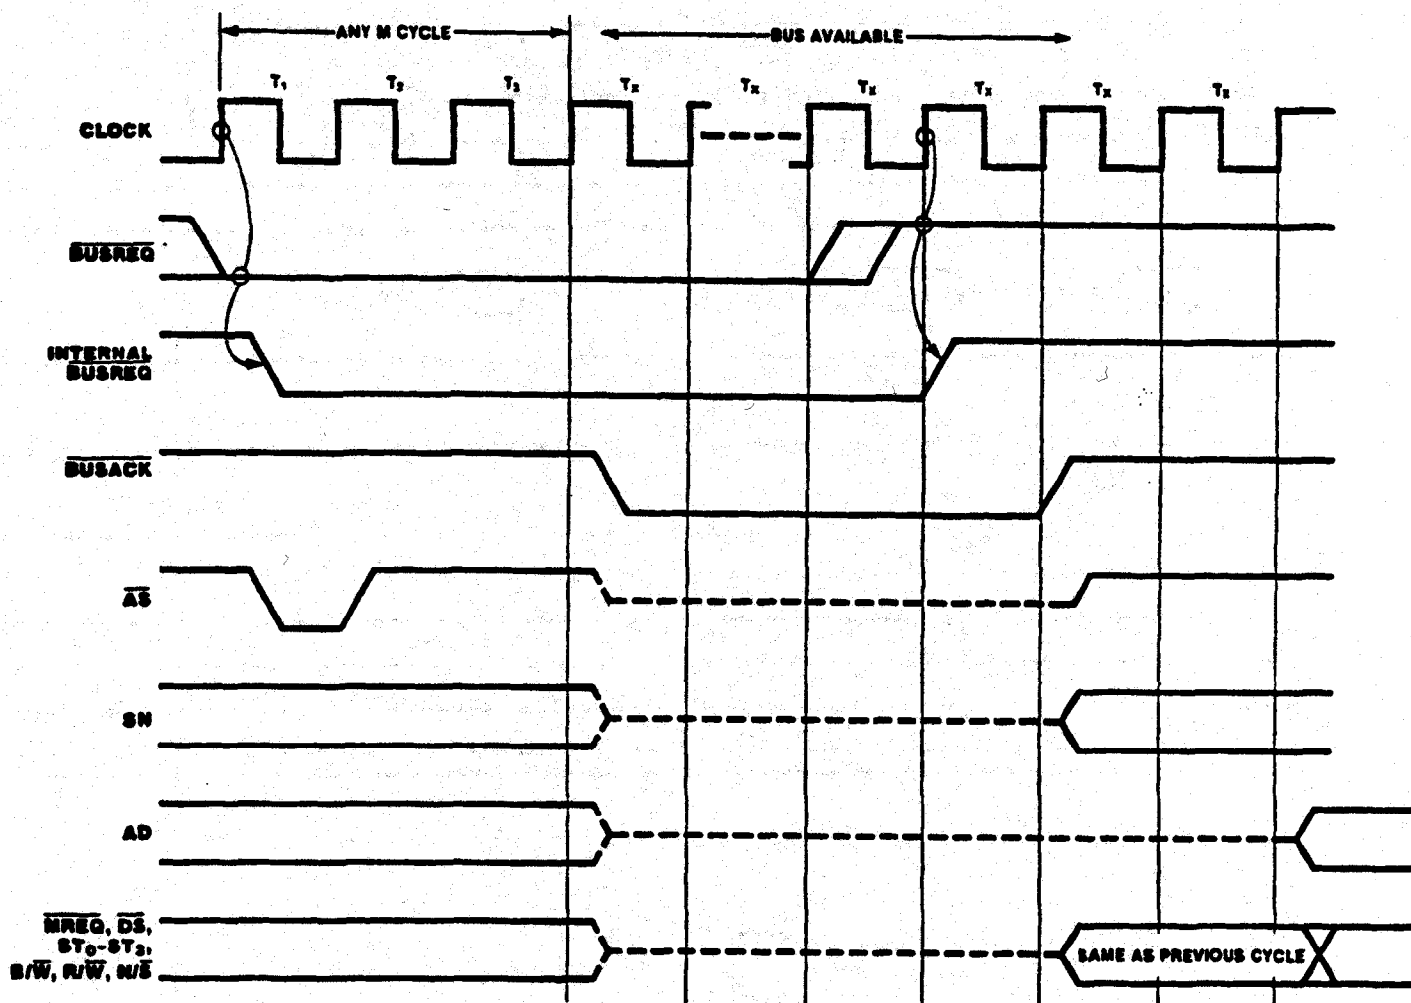 ANY M CYCLE
BUS AVAILABLE
T1 T2 T3 TX TX TX TX TX TX
CLOCK
BUSREQ
INTERNAL
BUSREQ
BUSACK
AS
SN
AD
MREQ, DS,
ST0-ST3,
B/W, R/W, N/S
SAME AS PREVIOUS CYCLE